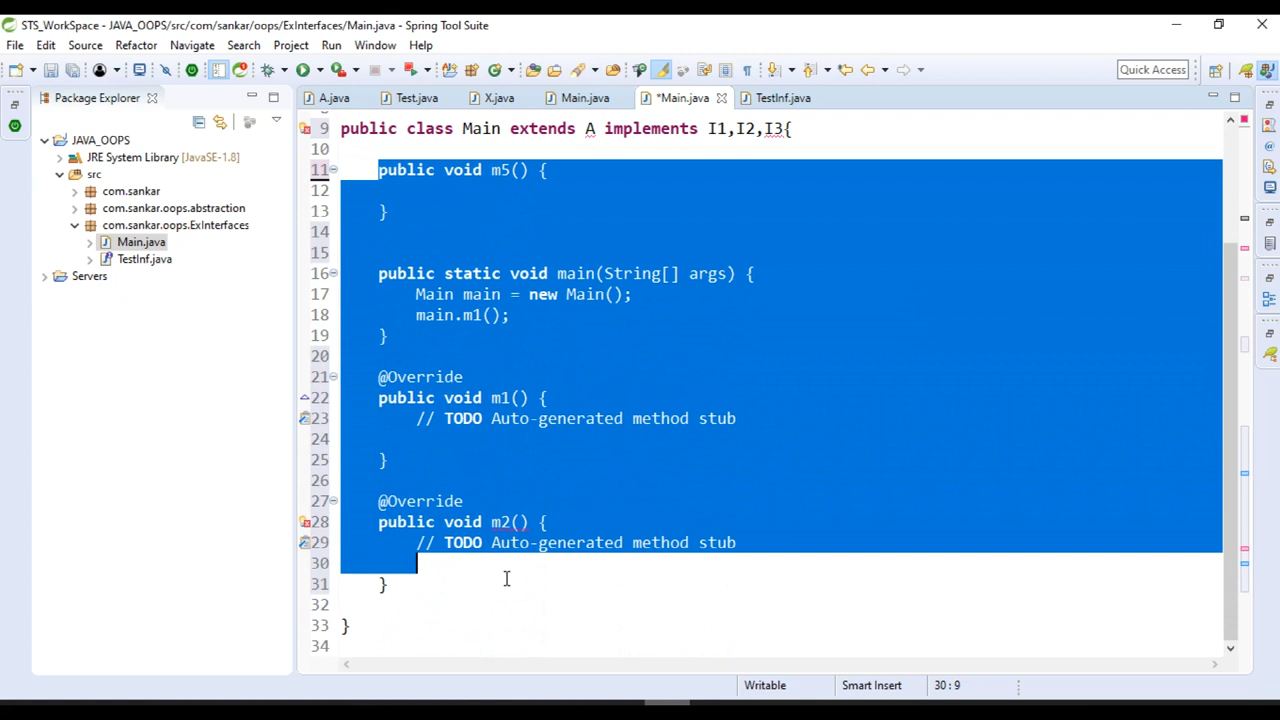 STS_WorkSpace - JAVA_OOPS/src/com/sankar/oops/ExInterfaces/Main.java - Spring Tool Suite
File Edit Source Refactor Navigate Search Project Run Window Help
Quick Access
Package Explorer
A.java Test.java X.java Main.java *Main.java TestInf.java
JAVA_OOPS
JRE System Library [JavaSE-1.8]
src
com.sankar
com.sankar.oops.abstraction
com.sankar.oops.ExInterfaces
Main.java
TestInf.java
Servers
9 public class Main extends A implements I1,I2,I3{
10
11 public void m5() {
12
13 }
14
15
16 public static void main(String[] args) {
17 Main main = new Main();
18 main.m1();
19 }
20
21 @Override
22 public void m1() {
23 // TODO Auto-generated method stub
24
25 }
26
27 @Override
28 public void m2() {
29 // TODO Auto-generated method stub
30
31 }
32
33 }
34
Writable Smart Insert 30 : 9